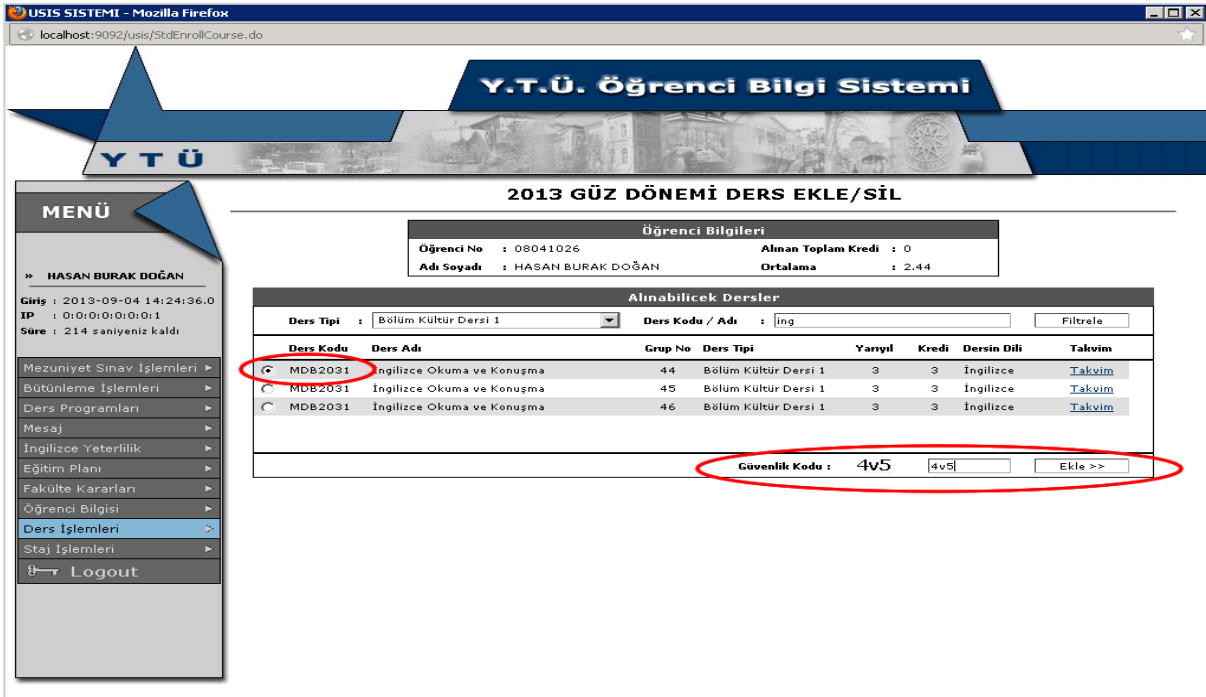 USIS SISTEMI - Mozilla Firefox
localhost:9092/usis/StdEnrollCourse.do
Y.T.Ü. Öğrenci Bilgi Sistemi
YTÜ
MENÜ
» HASAN BURAK DOĞAN
Giriş : 2013-09-04 14:24:36.0
IP : 0:0:0:0:0:0:0:1
Süre : 214 saniyeniz kaldı
Mezuniyet Sınav İşlemleri
Bütünleme İşlemleri
Ders Programları
Mesaj
İngilizce Yeterlilik
Eğitim Planı
Fakülte Kararları
Öğrenci Bilgisi
Ders İşlemleri
Staj İşlemleri
Logout
2013 GÜZ DÖNEMİ DERS EKLE/SİL
Öğrenci Bilgileri
Öğrenci No : 08041026 Alınan Toplam Kredi : 0
Adı Soyadı : HASAN BURAK DOĞAN Ortalama : 2.44
Alınabilicek Dersler
Ders Tipi : Bölüm Kültür Dersi 1 Ders Kodu / Adı : ing Filtrele
Ders Kodu Ders Adı Grup No Ders Tipi Yarıyıl Kredi Dersin Dili Takvim
MDB2031 İngilizce Okuma ve Konuşma 44 Bölüm Kültür Dersi 1 3 3 İngilizce Takvim
MDB2031 İngilizce Okuma ve Konuşma 45 Bölüm Kültür Dersi 1 3 3 İngilizce Takvim
MDB2031 İngilizce Okuma ve Konuşma 46 Bölüm Kültür Dersi 1 3 3 İngilizce Takvim
Güvenlik Kodu : 4v5 4v5 Ekle >>